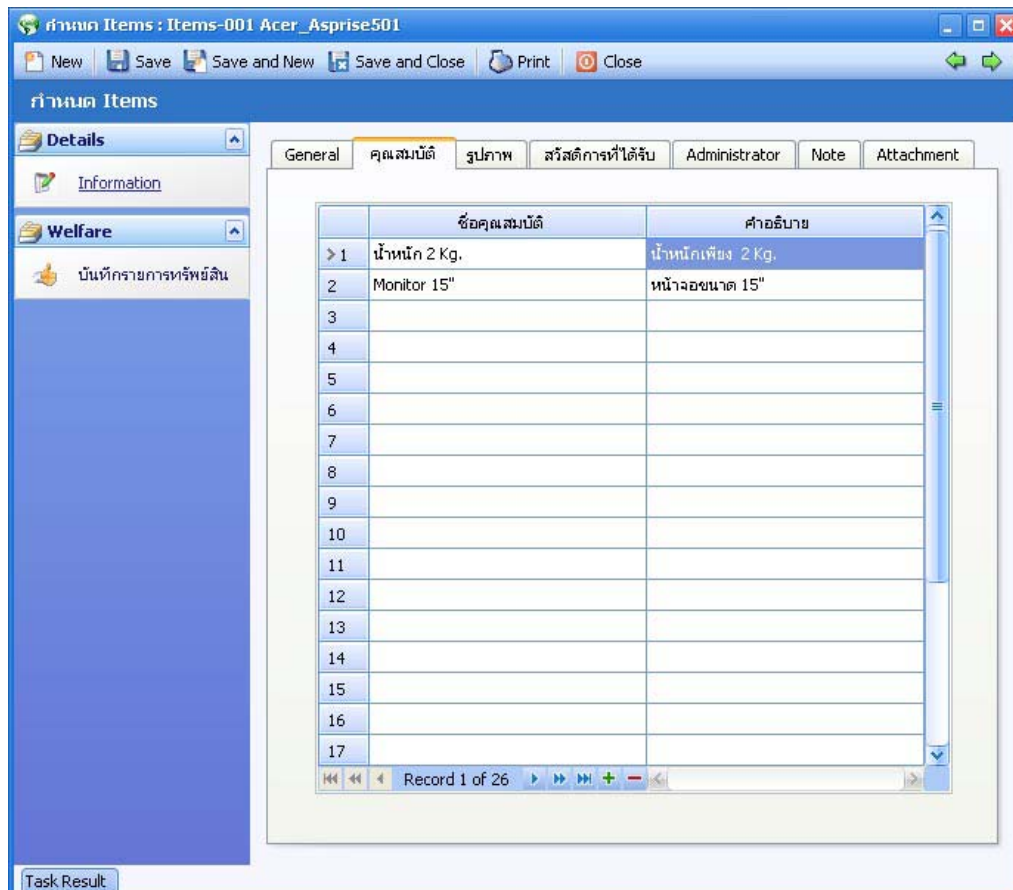 กำหนด Items : Items-001 Acer_Asprise501
New Save Save and New Save and Close Print Close
กำหนด Items
Details
Information
Welfare
บันทึกรายการทรัพย์สิน
General คุณสมบัติ รูปภาพ สวัสดิการที่ได้รับ Administrator Note Attachment
ชื่อคุณสมบัติ คำอธิบาย
1 น้ำหนัก 2 Kg. น้ำหนักเพียง 2 Kg.
2 Monitor 15" หน้าจอขนาด 15"
3
4
5
6
7
8
9
10
11
12
13
14
15
16
17
Record 1 of 26
Task Result